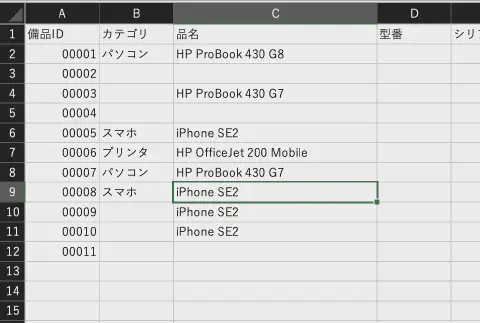 A B C D
1 備品ID カテゴリ 品名 型番 シリ
2 00001 パソコン HP ProBook 430 G8
3 00002
4 00003 HP ProBook 430 G7
5 00004
6 00005 スマホ iPhone SE2
7 00006 プリンタ HP OfficeJet 200 Mobile
8 00007 パソコン HP ProBook 430 G7
9 00008 スマホ iPhone SE2
10 00009 iPhone SE2
11 00010 iPhone SE2
12 00011
13
14
15